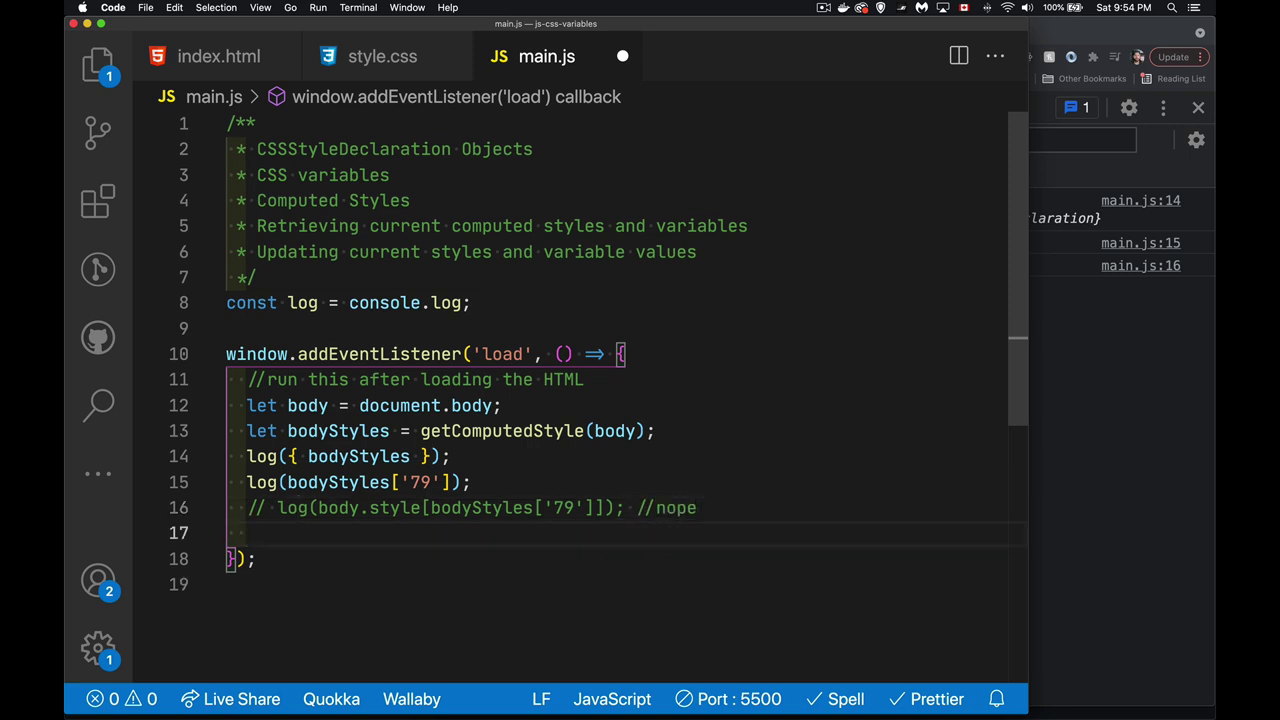 Code File Edit Selection View Go Run Terminal Window Help 100% Sat 9:54 PM
main.js — js-css-variables
index.html style.css JS main.js
Update
Other Bookmarks Reading List
JS main.js > window.addEventListener('load') callback
1
1 /**
2 * CSSStyleDeclaration Objects
3 * CSS variables
4 * Computed Styles
5 * Retrieving current computed styles and variables
6 * Updating current styles and variable values
7 */
8 const log = console.log;
9
10 window.addEventListener('load', () => {
11 //run this after loading the HTML
12 let body = document.body;
13 let bodyStyles = getComputedStyle(body);
14 log({ bodyStyles });
15 log(bodyStyles['79']);
16 // log(body.style[bodyStyles['79']]); //nope
17
18 });
19
main.js:14
laration}
main.js:15
main.js:16
1
2
1
0 0 Live Share Quokka Wallaby LF JavaScript Port : 5500 Spell Prettier